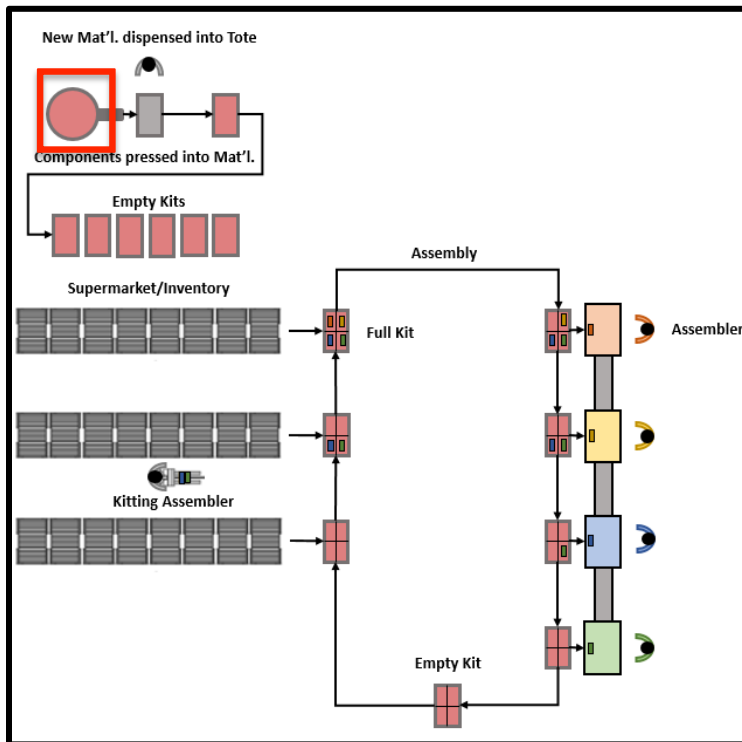 New Mat'l. dispensed into Tote
Components pressed into Mat'l.
Empty Kits
Supermarket/Inventory
Assembly
Full Kit
Assembler
Kitting Assembler
Empty Kit